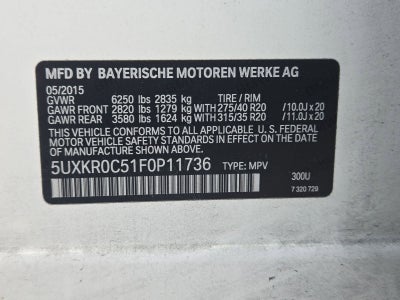 MFD BY BAYERISCHE MOTOREN WERKE AG
05/2015
GVWR 6250 lbs 2835 kg TIRE / RIM
GAWR FRONT 2820 lbs 1279 kg WITH 275/40 R20 / 10.0J x 20
GAWR REAR 3580 lbs 1624 kg WITH 315/35 R20 / 11.0J x 20
THIS VEHICLE CONFORMS TO ALL APPLICABLE U.S. FEDERAL
MOTOR VEHICLE SAFETY STANDARDS IN EFFECT ON THE DATE OF
MANUFACTURE SHOWN ABOVE.
5UXKR0C51F0P11736 TYPE: MPV
300U
7 320 729